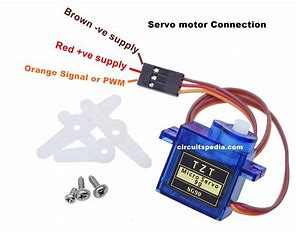 Servo motor Connection
Brown -ve supply
Red +ve supply
Orange Signal or PWM
circuitspedia.com
TZT
Micro Servo
9g
SG90